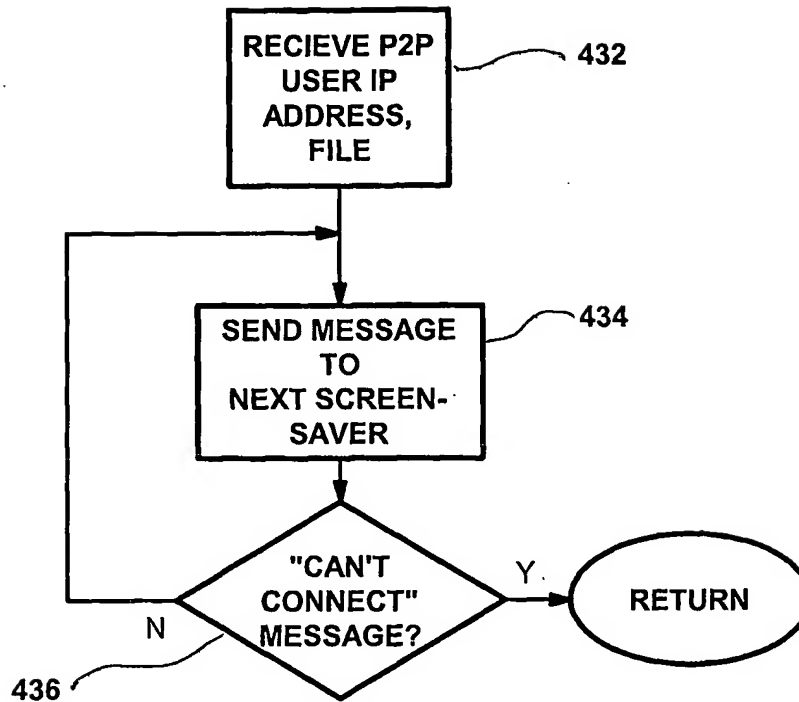 RECIEVE P2P
USER IP
ADDRESS,
FILE
432
SEND MESSAGE
TO
NEXT SCREEN-
SAVER
434
"CAN'T
CONNECT"
MESSAGE?
Y
N
RETURN
436